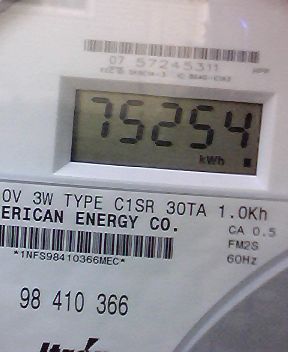 07 57245311
75254
kWh
0V 3W TYPE C1SR 30TA 1.0Kh
ERICAN ENERGY CO.
CA 0.5
FM2S
60Hz
*1NFS98410366MEC*
98 410 366